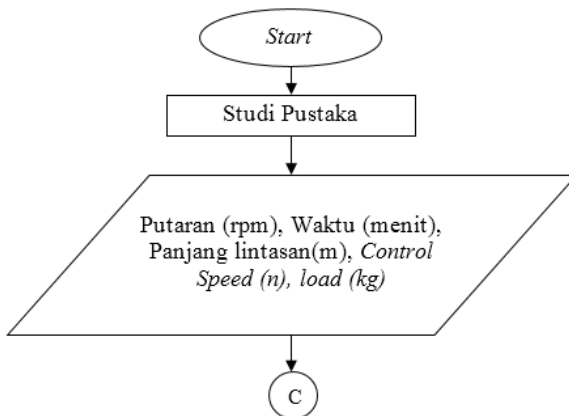 Start
Studi Pustaka
Putaran (rpm), Waktu (menit),
Panjang lintasan(m), Control
Speed (n), load (kg)
C